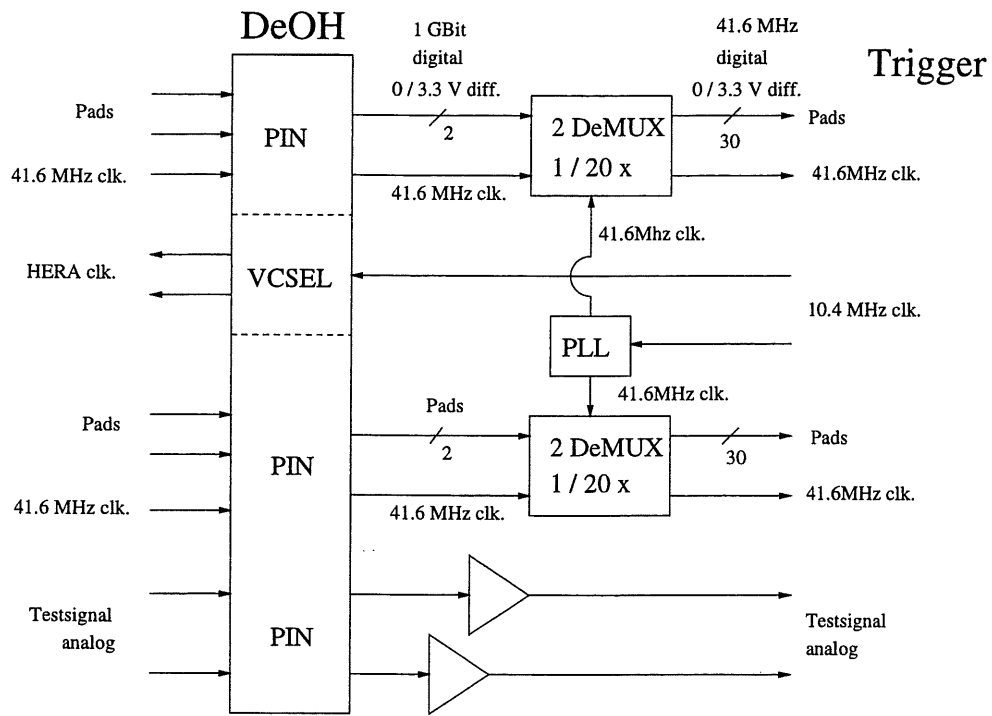 DeOH
1 GBit
digital
0 / 3.3 V diff.
41.6 MHz
digital
0 / 3.3 V diff.
Trigger
Pads
41.6 MHz clk.
PIN
2
41.6 MHz clk.
2 DeMUX
1 / 20 x
30
Pads
41.6MHz clk.
41.6Mhz clk.
HERA clk.
VCSEL
10.4 MHz clk.
PLL
41.6MHz clk.
Pads
41.6 MHz clk.
PIN
Pads
2
41.6 MHz clk.
2 DeMUX
1 / 20 x
30
Pads
41.6MHz clk.
Testsignal
analog
PIN
Testsignal
analog